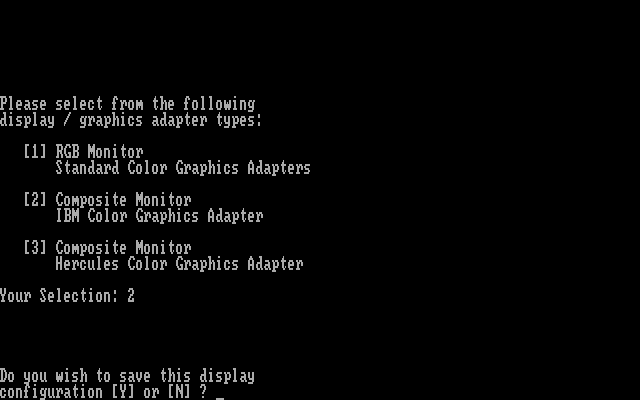 Please select from the following
display / graphics adapter types:
[1] RGB Monitor
Standard Color Graphics Adapters
[2] Composite Monitor
IBM Color Graphics Adapter
[3] Composite Monitor
Hercules Color Graphics Adapter
Your Selection: 2
Do you wish to save this display
configuration [Y] or [N] ? _